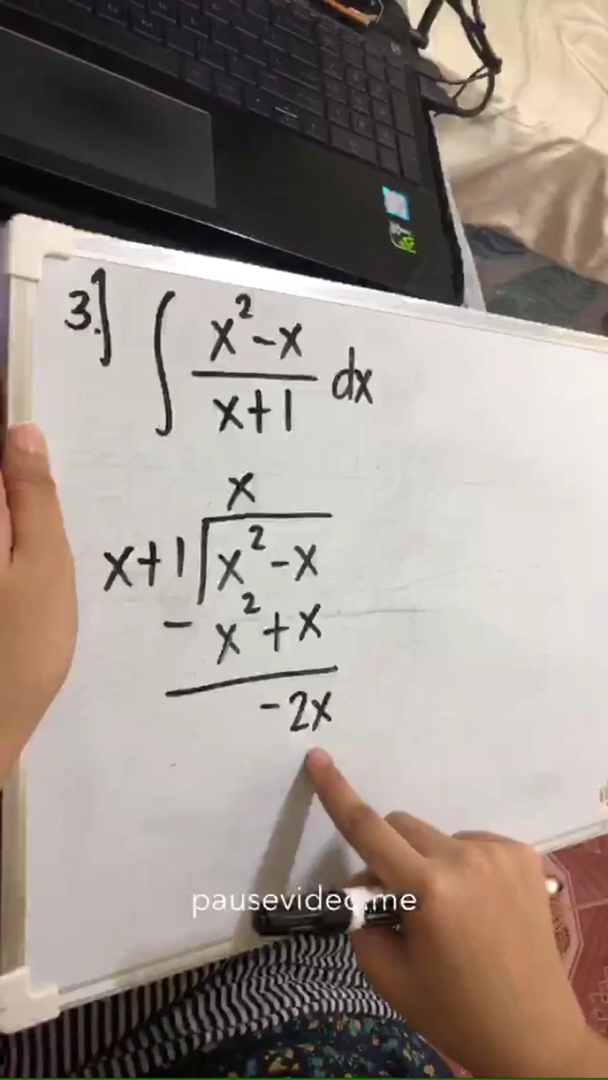 3.) ∫ x² - x / x + 1 dx
x
x + 1 √ x² - x
- x² + x
- 2x
pausevideo.me